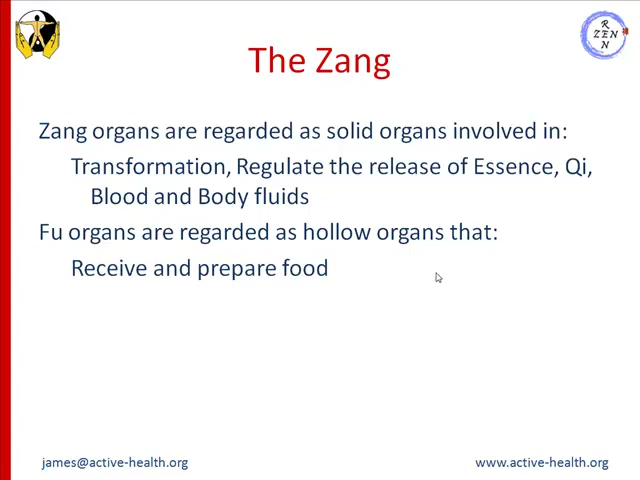 R
ZEN
N
The Zang
Zang organs are regarded as solid organs involved in:
Transformation, Regulate the release of Essence, Qi,
Blood and Body fluids
Fu organs are regarded as hollow organs that:
Receive and prepare food
james@active-health.org
www.active-health.org